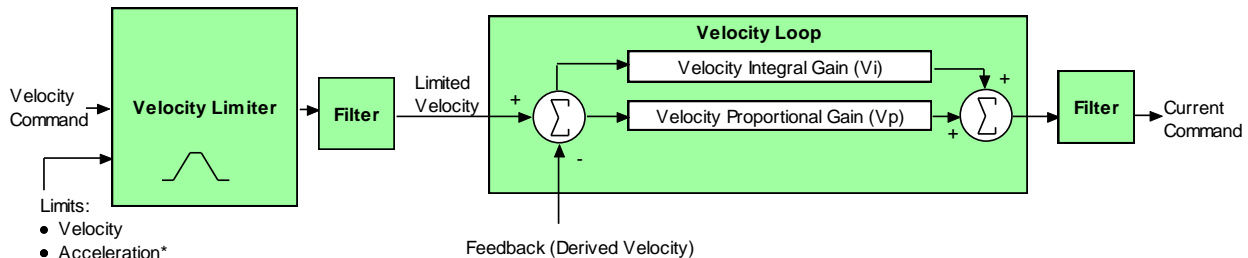 Velocity Loop
Velocity Integral Gain (Vi)
+
Limited
Velocity
Velocity
Command
Velocity Limiter
Filter
+
Σ
Velocity Proportional Gain (Vp)
+
Σ
Filter
Current
Command
-
Limits:
● Velocity
● Acceleration*
Feedback (Derived Velocity)